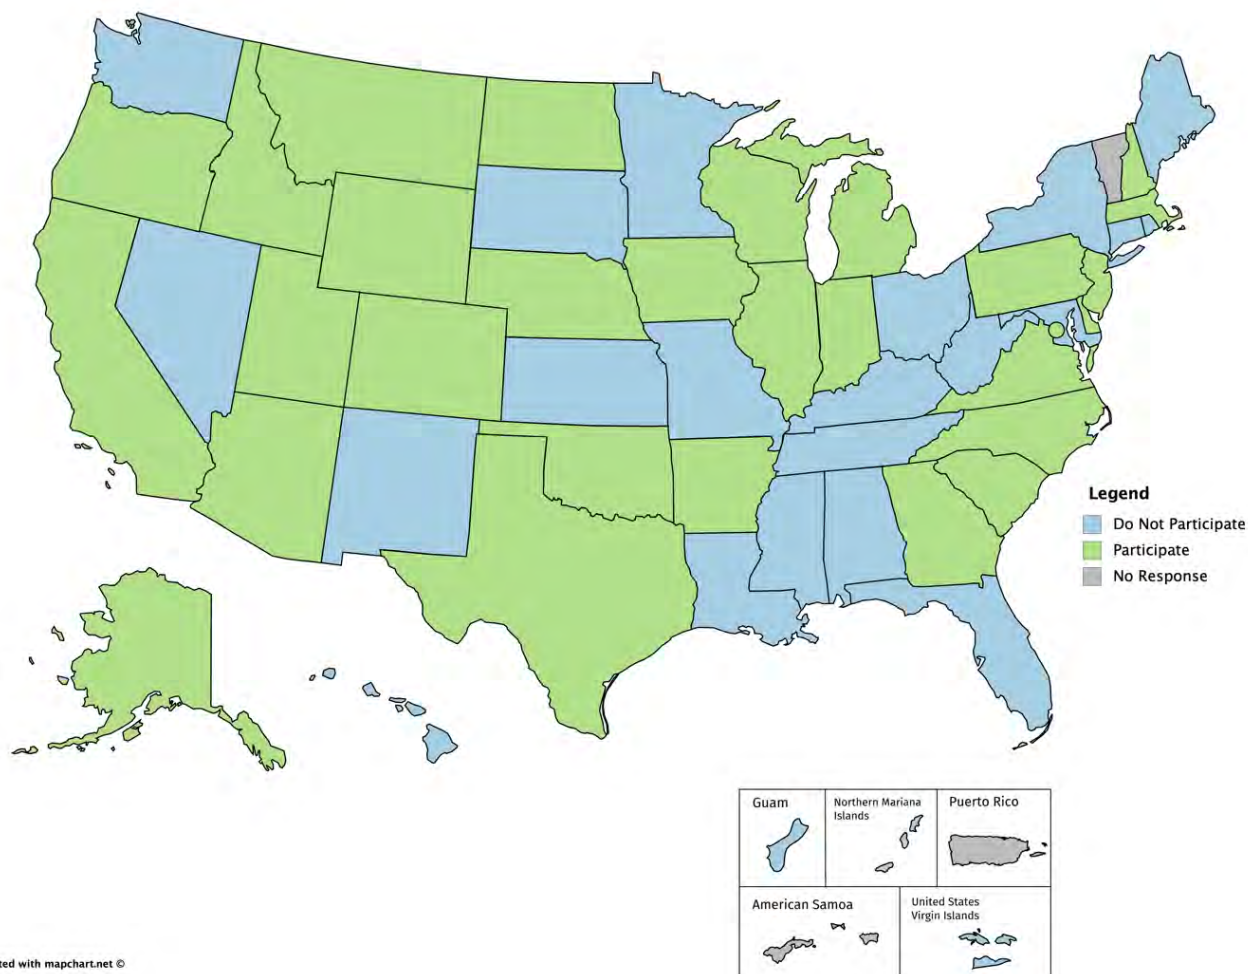 Legend
Do Not Participate
Participate
No Response
Guam
Northern Mariana
Islands
Puerto Rico
American Samoa
United States
Virgin Islands
with mapchart.net ©